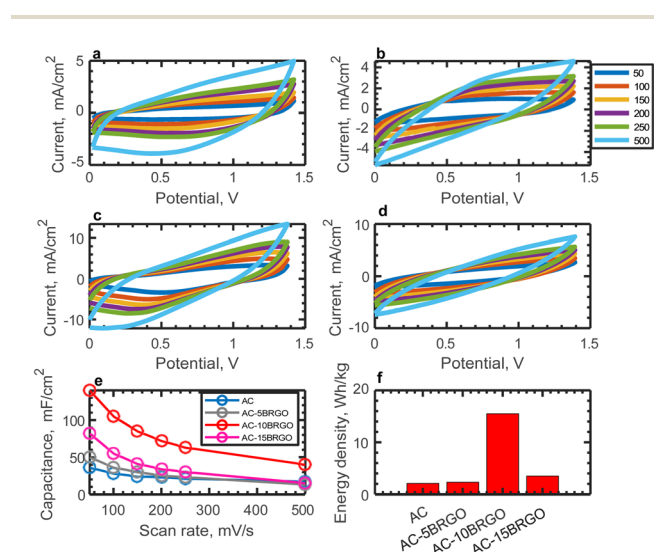 a
5
0
-5
0
0.5
1
1.5
Current, mA/cm2
Potential, V
b
4
2
0
-2
-4
0
0.5
1
1.5
Current, mA/cm2
Potential, V
50
100
150
200
250
500
c
10
0
-10
0
0.5
1
1.5
Current, mA/cm2
Potential, V
d
10
0
-10
0
0.5
1
1.5
Current, mA/cm2
Potential, V
e
100
50
0
100
200
300
400
500
Capacitance, mF/cm2
Scan rate, mV/s
AC
AC-5BRGO
AC-10BRGO
AC-15BRGO
f
20
10
0
Energy density, Wh/kg
AC
AC-5BRGO
AC-10BRGO
AC-15BRGO